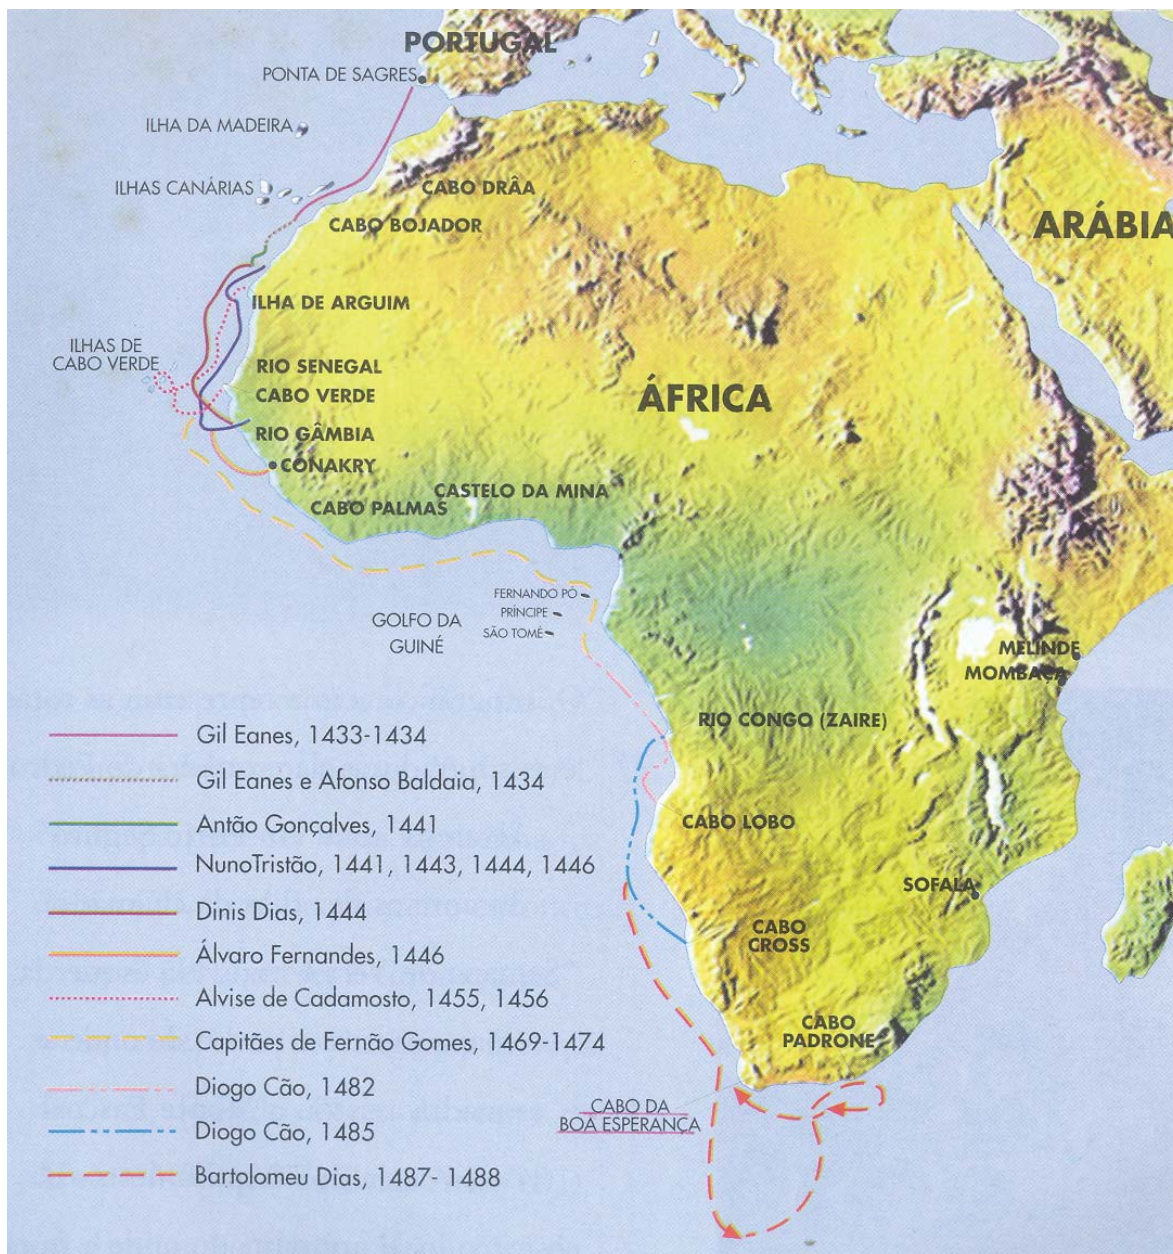 PORTUGAL
PONTA DE SAGRES
ILHA DA MADEIRA
ILHAS CANÁRIAS
CABO DRÂA
CABO BOJADOR
ARÁBIA
ILHA DE ARGUIM
ILHAS DE
CABO VERDE
RIO SENEGAL
CABO VERDE
ÁFRICA
RIO GÂMBIA
CONAKRY
CASTELO DA MINA
CABO PALMAS
FERNANDO PÓ
PRÍNCIPE
SÃO TOMÉ
GOLFO DA
GUINÉ
MELINDE
MOMBAÇA
RIO CONGO (ZAIRE)
CABO LOBO
SOFALA
CABO
CROSS
CABO
PADRONE
CABO DA
BOA ESPERANÇA
Gil Eanes, 1433-1434
Gil Eanes e Afonso Baldaia, 1434
Antão Gonçalves, 1441
NunoTristão, 1441, 1443, 1444, 1446
Dinis Dias, 1444
Álvaro Fernandes, 1446
Alvise de Cadamosto, 1455, 1456
Capitães de Fernão Gomes, 1469-1474
Diogo Cão, 1482
Diogo Cão, 1485
Bartolomeu Dias, 1487- 1488